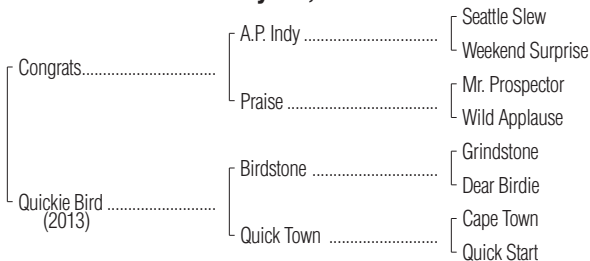 Seattle Slew
A.P. Indy ..................................
Weekend Surprise
Congrats.................................
Mr. Prospector
Praise ......................................
Wild Applause
Grindstone
Birdstone ...............................
Dear Birdie
Quickie Bird ...........................
(2013)
Cape Town
Quick Town ...........................
Quick Start